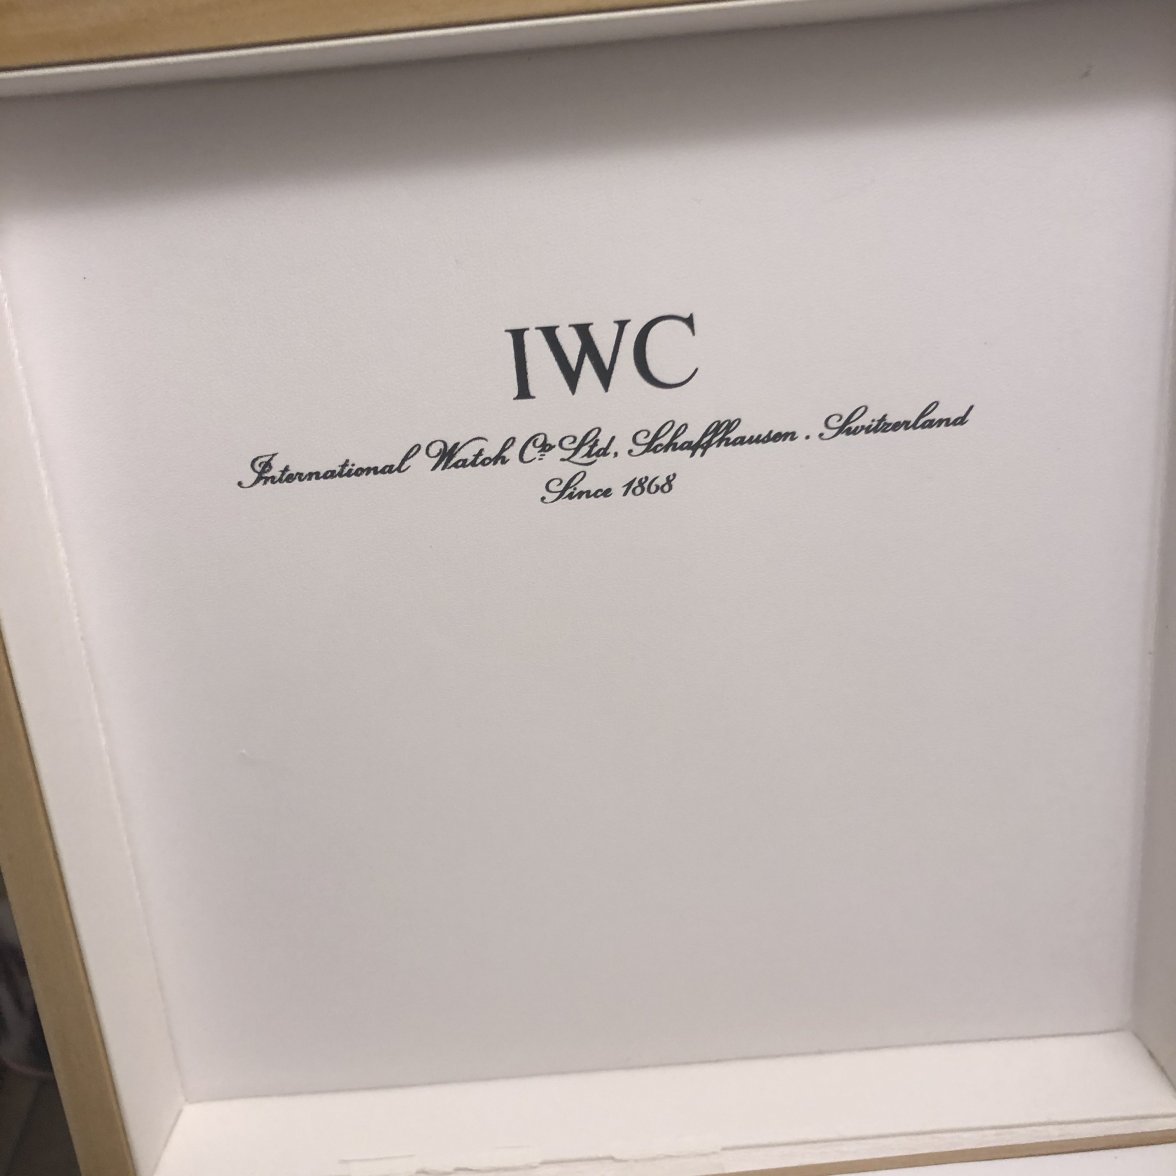 IWC
International Watch Co Ltd, Schaffhausen . Switzerland
Since 1868